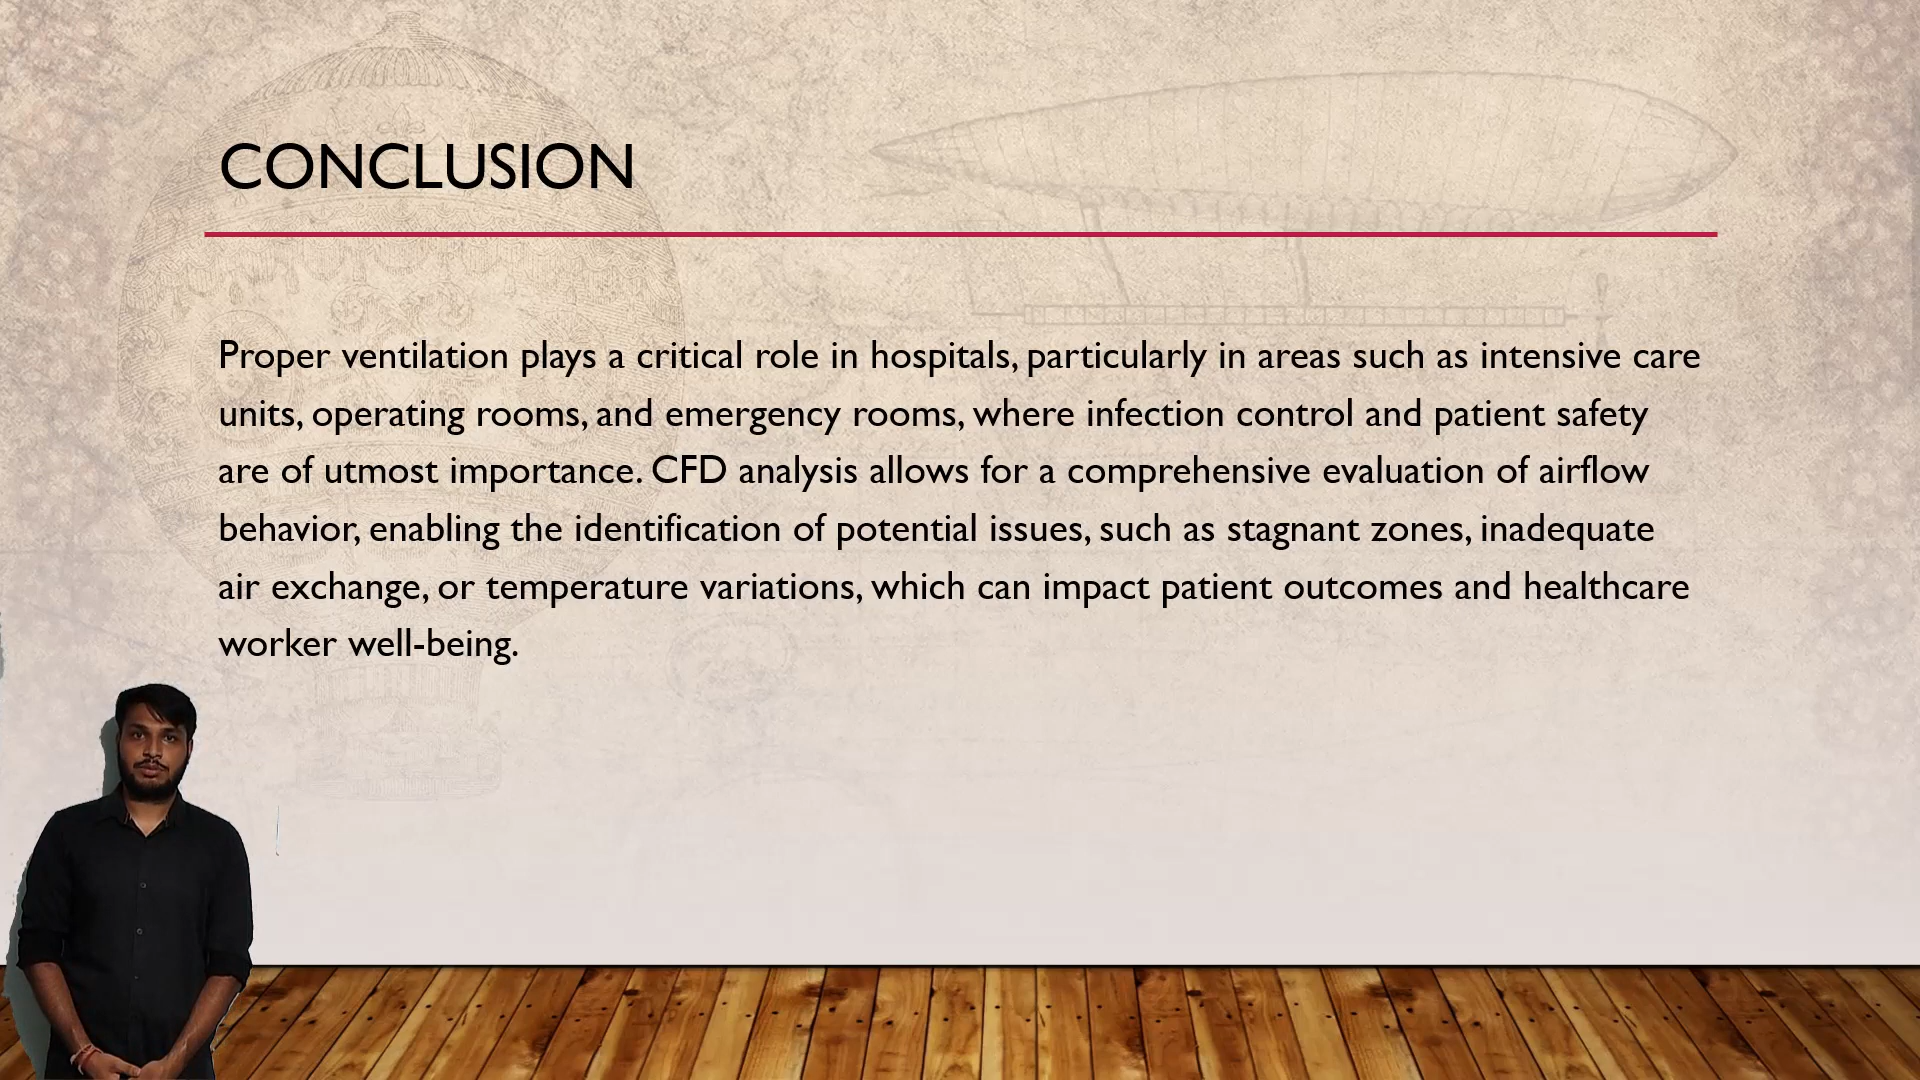 CONCLUSION
Proper ventilation plays a critical role in hospitals, particularly in areas such as intensive care
units, operating rooms, and emergency rooms, where infection control and patient safety
are of utmost importance. CFD analysis allows for a comprehensive evaluation of airflow
behavior, enabling the identification of potential issues, such as stagnant zones, inadequate
air exchange, or temperature variations, which can impact patient outcomes and healthcare
worker well-being.